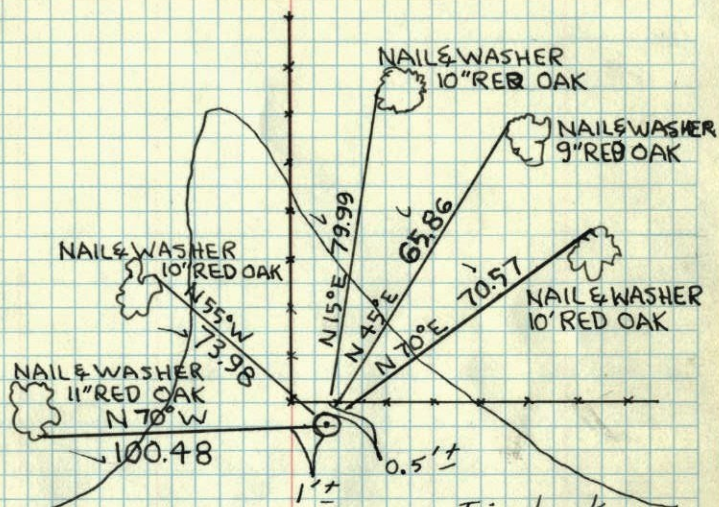 NAIL & WASHER
10" RED OAK
NAIL & WASHER
9" RED OAK
79.99
N 15° E
65.86
N 45° E
70.57
N 70° E
NAIL & WASHER
10' RED OAK
NAIL & WASHER
10" RED OAK
N 55° W
73.98
NAIL & WASHER
11" RED OAK
N 70° W
100.48
0.5'±
1'±